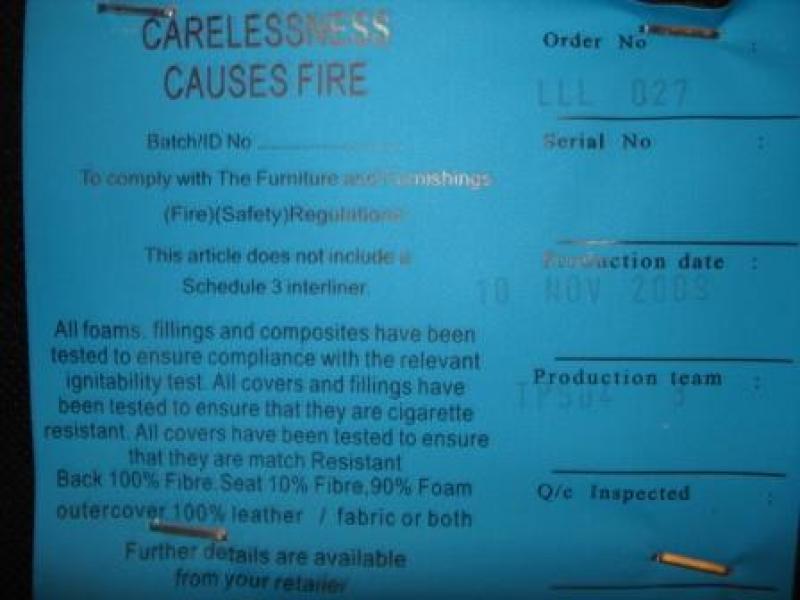 CARELESSNESS
CAUSES FIRE
Batch/ID No
To comply with The Furniture and Furnishings
(Fire)(Safety)Regulations
This article does not include a
Schedule 3 interliner.
All foams, fillings and composites have been
tested to ensure compliance with the relevant
ignitability test. All covers and fillings have
been tested to ensure that they are cigarette
resistant. All covers have been tested to ensure
that they are match Resistant
Back 100% Fibre.Seat 10% Fibre,90% Foam
outercover 100% leather / fabric or both
Further details are available
from your retailer
Order No :
LLL 027
Serial No :
Production date :
10 NOV
Production team :
Q/c Inspected :